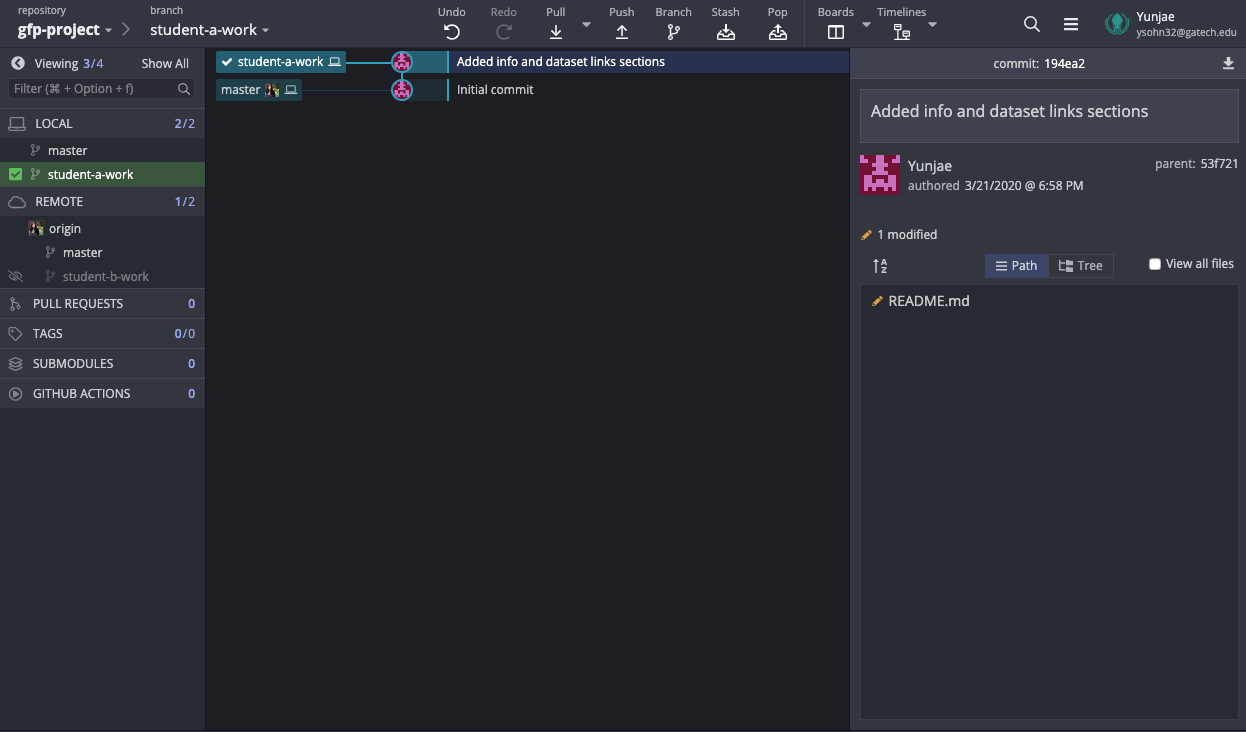 repository
gfp-project
branch
student-a-work
Undo
Redo
Pull
Push
Branch
Stash
Pop
Boards
Timelines
Yunjae
ysohn32@gatech.edu
Viewing 3/4
Show All
Filter (⌘ + Option + f)
LOCAL 2/2
master
student-a-work
REMOTE 1/2
origin
master
student-b-work
PULL REQUESTS 0
TAGS 0/0
SUBMODULES 0
GITHUB ACTIONS 0
student-a-work
Added info and dataset links sections
master
Initial commit
commit: 194ea2
Added info and dataset links sections
Yunjae
parent: 53f721
authored 3/21/2020 @ 6:58 PM
1 modified
A
Z
Path
Tree
View all files
README.md